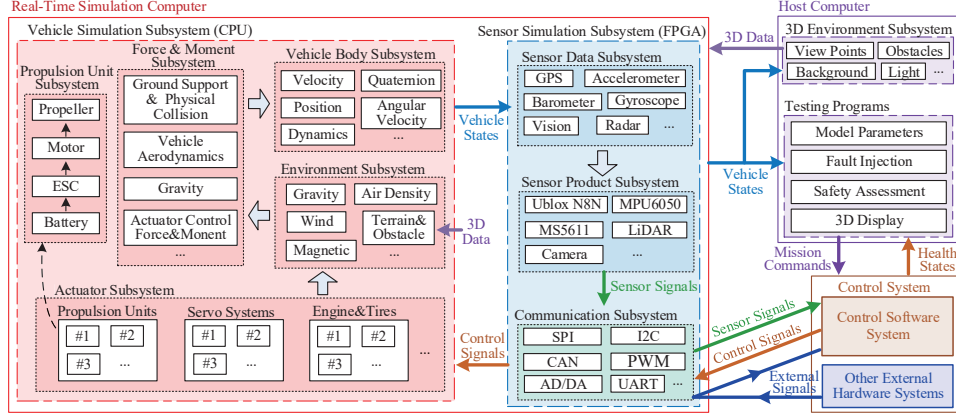 Real-Time Simulation Computer
Vehicle Simulation Subsystem (CPU)
Propulsion Unit
Subsystem
Propeller
Motor
ESC
Battery
Force & Moment
Subsystem
Ground Support
& Physical
Collision
Vehicle
Aerodynamics
Gravity
Actuator Control
Force&Monent
...
Vehicle Body Subsystem
Velocity
Quaternion
Position
Angular
Velocity
Dynamics
...
Environment Subsystem
Gravity
Air Density
Wind
Terrain&
Obstacle
Magnetic
...
3D
Data
Actuator Subsystem
Propulsion Units
#1
#2
#3
...
Servo Systems
#1
#2
#3
...
Engine&Tires
#1
#2
#3
...
...
Vehicle
States
Control
Signals
Sensor Simulation Subsystem (FPGA)
Sensor Data Subsystem
GPS
Accelerometer
Barometer
Gyroscope
Vision
Radar
...
Sensor Product Subsystem
Ublox N8N
MPU6050
MS5611
LiDAR
Camera
...
Sensor Signals
Communication Subsystem
SPI
I2C
CAN
PWM
AD/DA
UART
...
3D Data
Vehicle
States
Host Computer
3D Environment Subsystem
View Points
Obstacles
Background
Light
...
Testing Programs
Model Parameters
Fault Injection
Safety Assessment
3D Display
Mission
Commands
Health
States
Sensor Signals
Control Signals
External
Signals
Control System
Control Software
System
Other External
Hardware Systems